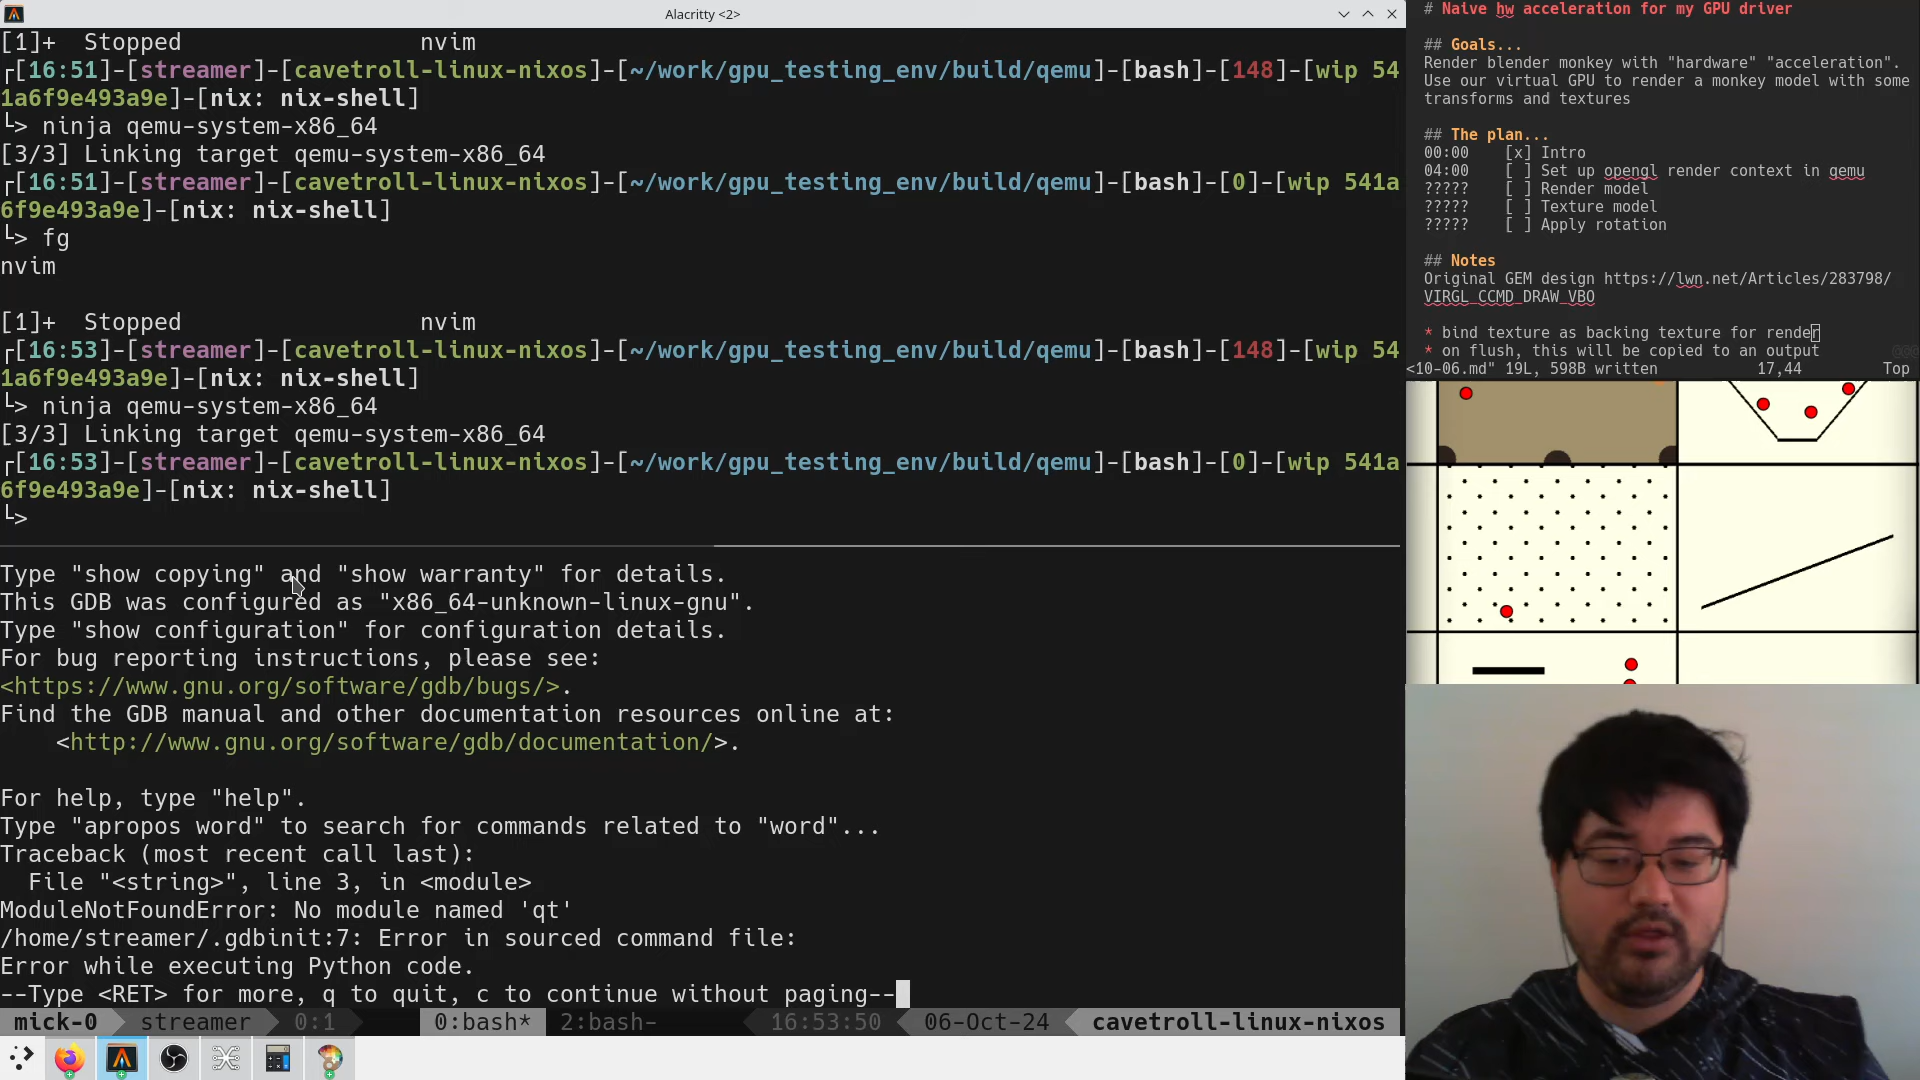 Alacritty <2>
[1]+  Stopped                 nvim
┌[16:51]-[streamer]-[cavetroll-linux-nixos]-[~/work/gpu_testing_env/build/qemu]-[bash]-[148]-[wip 54
1a6f9e493a9e]-[nix: nix-shell]
└> ninja qemu-system-x86_64
[3/3] Linking target qemu-system-x86_64
┌[16:51]-[streamer]-[cavetroll-linux-nixos]-[~/work/gpu_testing_env/build/qemu]-[bash]-[0]-[wip 541a
6f9e493a9e]-[nix: nix-shell]
└> fg
nvim
[1]+  Stopped                 nvim
┌[16:53]-[streamer]-[cavetroll-linux-nixos]-[~/work/gpu_testing_env/build/qemu]-[bash]-[148]-[wip 54
1a6f9e493a9e]-[nix: nix-shell]
└> ninja qemu-system-x86_64
[3/3] Linking target qemu-system-x86_64
┌[16:53]-[streamer]-[cavetroll-linux-nixos]-[~/work/gpu_testing_env/build/qemu]-[bash]-[0]-[wip 541a
6f9e493a9e]-[nix: nix-shell]
└>
Type "show copying" and "show warranty" for details.
This GDB was configured as "x86_64-unknown-linux-gnu".
Type "show configuration" for configuration details.
For bug reporting instructions, please see:
<https://www.gnu.org/software/gdb/bugs/>.
Find the GDB manual and other documentation resources online at:
    <http://www.gnu.org/software/gdb/documentation/>.
For help, type "help".
Type "apropos word" to search for commands related to "word"...
Traceback (most recent call last):
  File "<string>", line 3, in <module>
ModuleNotFoundError: No module named 'qt'
/home/streamer/.gdbinit:7: Error in sourced command file:
Error while executing Python code.
--Type <RET> for more, q to quit, c to continue without paging--
mick-0 streamer 0:1 0:bash* 2:bash- 16:53:50 06-Oct-24 cavetroll-linux-nixos
# Naive hw acceleration for my GPU driver
## Goals...
Render blender monkey with "hardware" "acceleration".
Use our virtual GPU to render a monkey model with some
transforms and textures
## The plan...
00:00    [x] Intro
04:00    [ ] Set up opengl render context in qemu
?????    [ ] Render model
?????    [ ] Texture model
?????    [ ] Apply rotation
## Notes
Original GEM design https://lwn.net/Articles/283798/
VIRGL_CCMD_DRAW_VBO
* bind texture as backing texture for render
* on flush, this will be copied to an output
<10-06.md" 19L, 598B written    17,44    Top